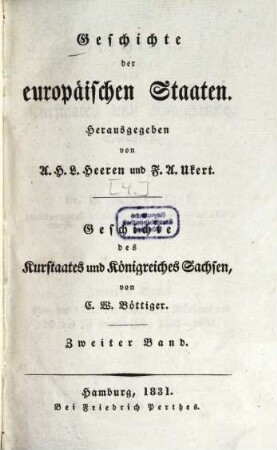 Geschichte
der
europäischen Staaten.
Herausgegeben
von
A. H. L. Heeren und F. A. Ukert.
[4.]
Geschichte
des
Kurstaates und Königreiches Sachsen,
von
C. W. Böttiger.
Zweiter Band.
Hamburg, 1831.
Bei Friedrich Perthes.